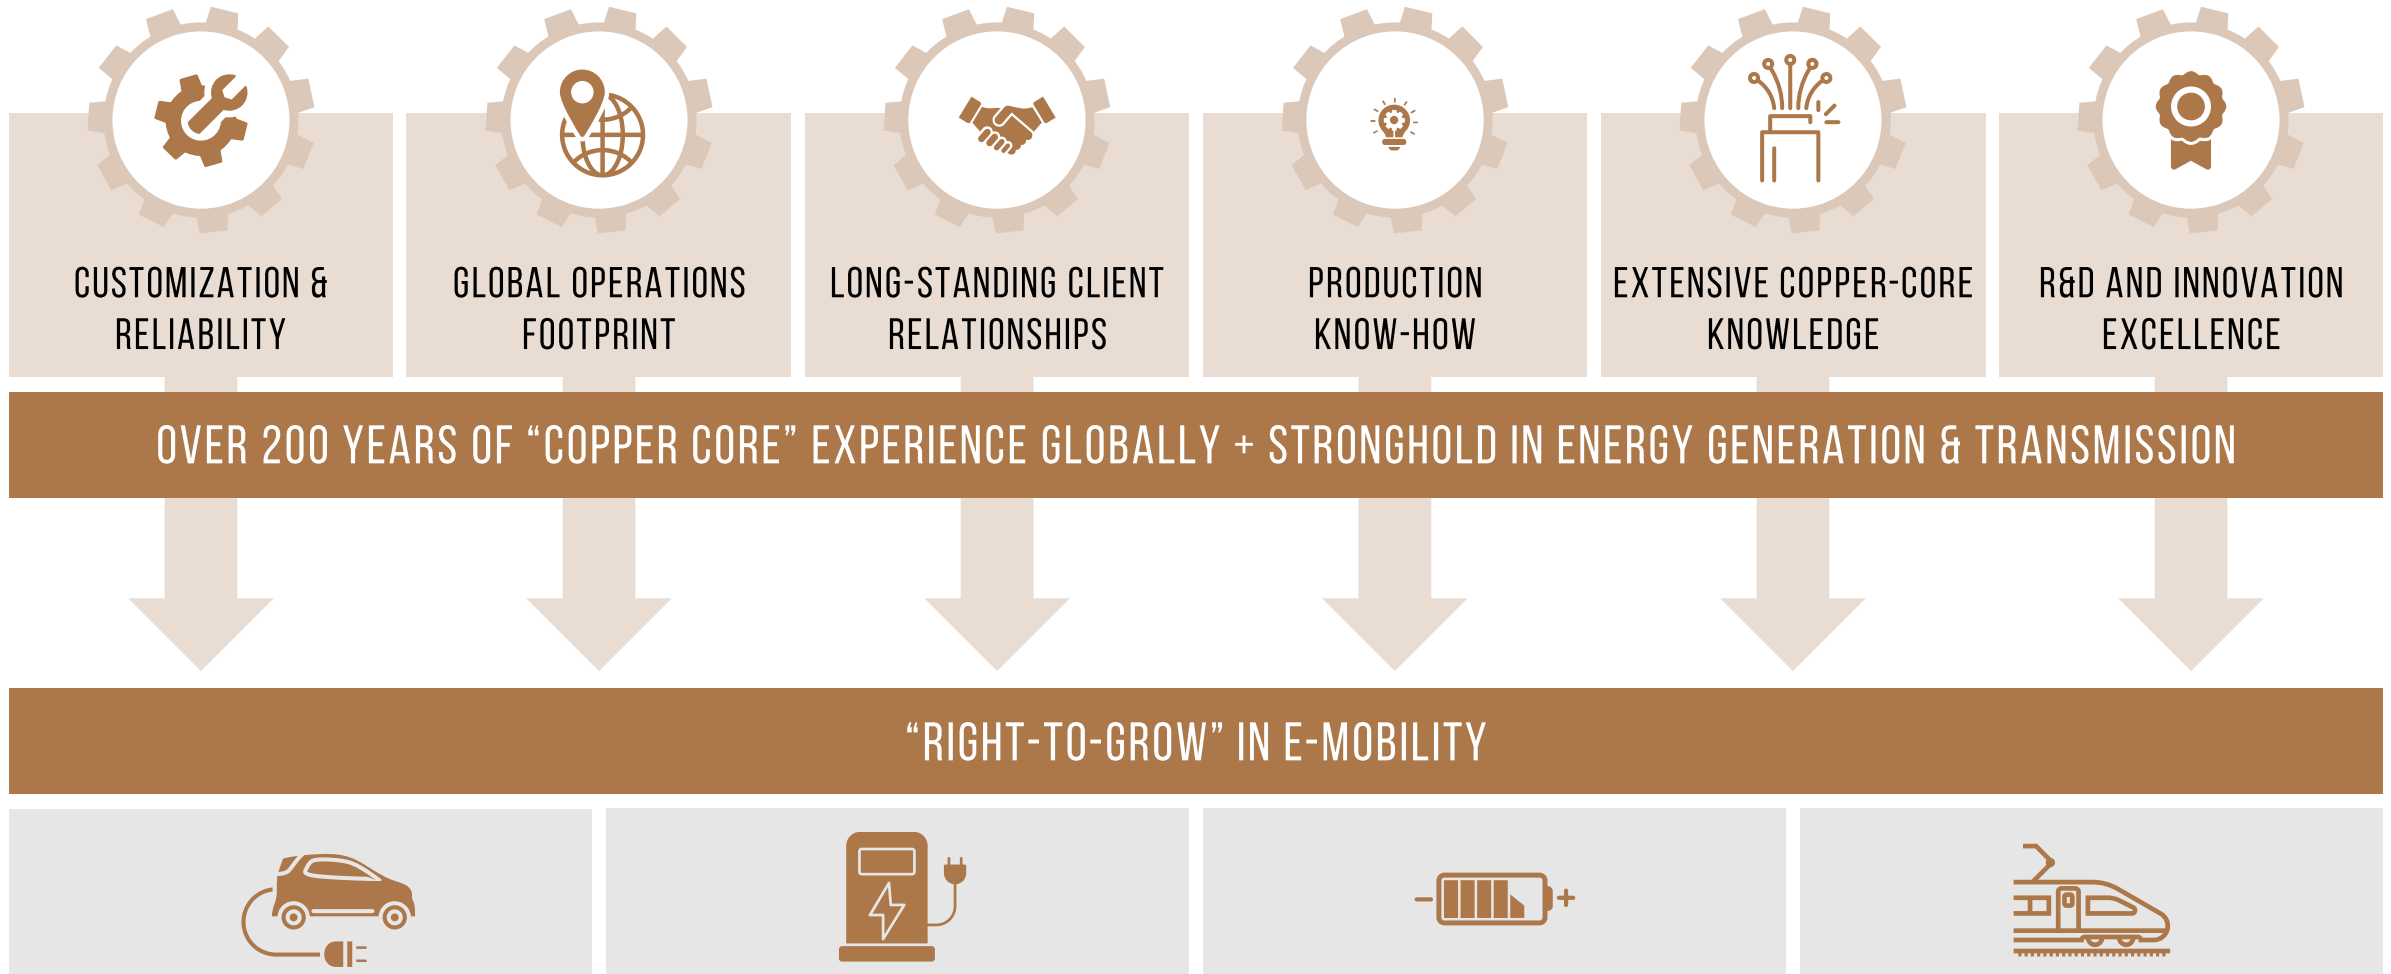 CUSTOMIZATION &
RELIABILITY
GLOBAL OPERATIONS
FOOTPRINT
LONG-STANDING CLIENT
RELATIONSHIPS
PRODUCTION
KNOW-HOW
EXTENSIVE COPPER-CORE
KNOWLEDGE
R&D AND INNOVATION
EXCELLENCE
OVER 200 YEARS OF “COPPER CORE” EXPERIENCE GLOBALLY + STRONGHOLD IN ENERGY GENERATION & TRANSMISSION
“RIGHT-TO-GROW” IN E-MOBILITY